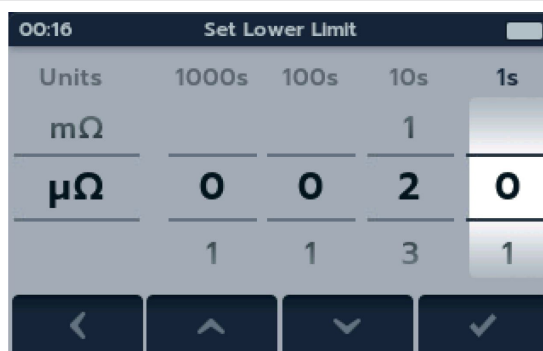 00:16 Set Lower Limit
Units 1000s 100s 10s 1s
mΩ 1
µΩ 0 0 2 0
1 1 3 1